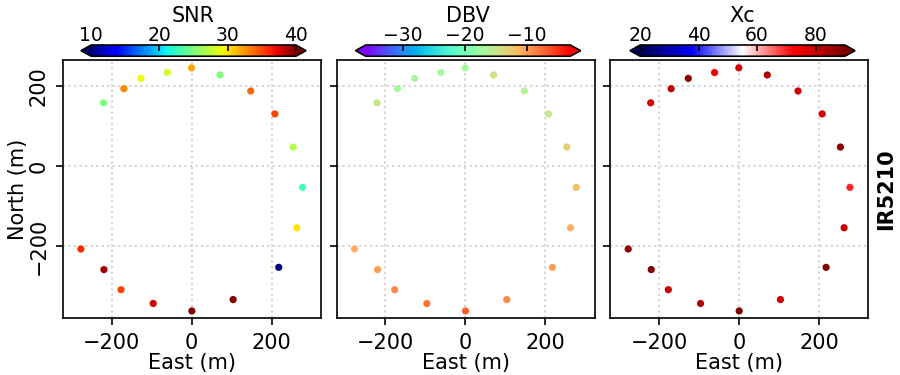 SNR DBV Xc
10 20 30 40 −30 −20 −10 20 40 60 80
200
0
−200
North (m)
IR5210
−200 0 200 −200 0 200 −200 0 200
East (m) East (m) East (m)